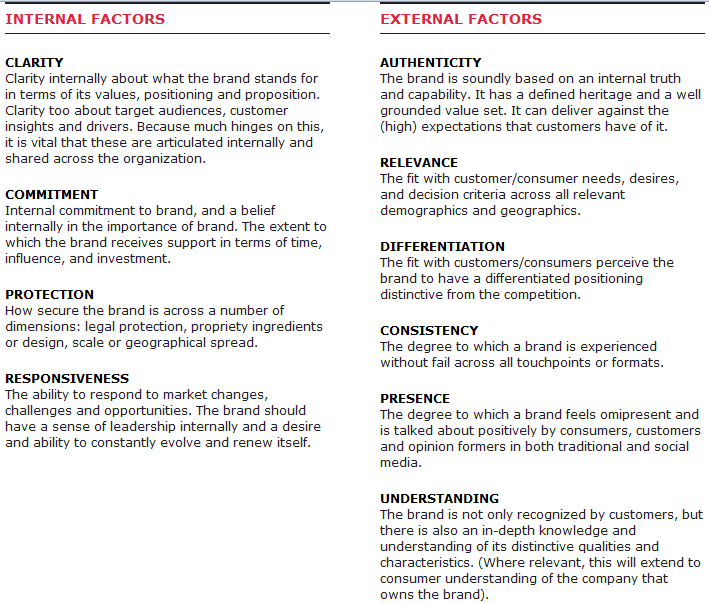 INTERNAL FACTORS
CLARITY
Clarity internally about what the brand stands for
in terms of its values, positioning and proposition.
Clarity too about target audiences, customer
insights and drivers. Because much hinges on this,
it is vital that these are articulated internally and
shared across the organization.
COMMITMENT
Internal commitment to brand, and a belief
internally in the importance of brand. The extent to
which the brand receives support in terms of time,
influence, and investment.
PROTECTION
How secure the brand is across a number of
dimensions: legal protection, propriety ingredients
or design, scale or geographical spread.
RESPONSIVENESS
The ability to respond to market changes,
challenges and opportunities. The brand should
have a sense of leadership internally and a desire
and ability to constantly evolve and renew itself.
EXTERNAL FACTORS
AUTHENTICITY
The brand is soundly based on an internal truth
and capability. It has a defined heritage and a well
grounded value set. It can deliver against the
(high) expectations that customers have of it.
RELEVANCE
The fit with customer/consumer needs, desires,
and decision criteria across all relevant
demographics and geographics.
DIFFERENTIATION
The fit with customers/consumers perceive the
brand to have a differentiated positioning
distinctive from the competition.
CONSISTENCY
The degree to which a brand is experienced
without fail across all touchpoints or formats.
PRESENCE
The degree to which a brand feels omipresent and
is talked about positively by consumers, customers
and opinion formers in both traditional and social
media.
UNDERSTANDING
The brand is not only recognized by customers, but
there is also an in-depth knowledge and
understanding of its distinctive qualities and
characteristics. (Where relevant, this will extend to
consumer understanding of the company that
owns the brand).